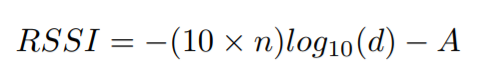 RSSI = −(10 × n)log₁₀(d) − A